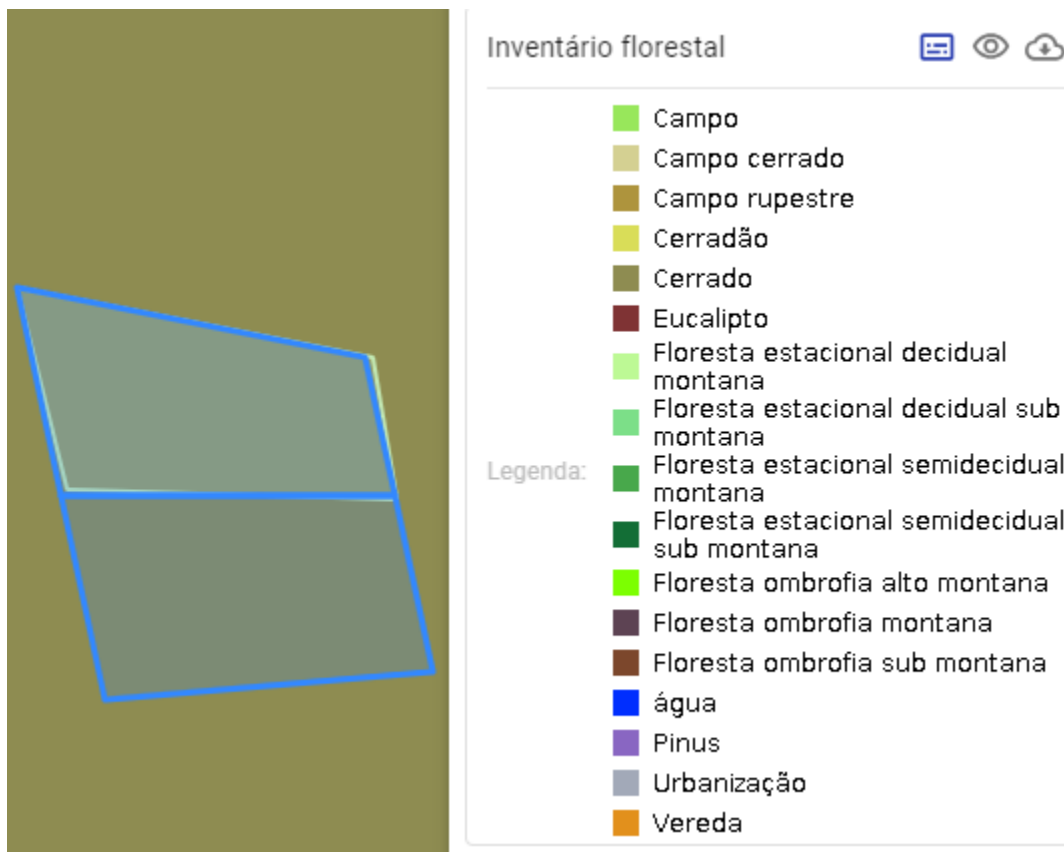 Inventário florestal
Campo
Campo cerrado
Campo rupestre
Cerradão
Cerrado
Eucalipto
Floresta estacional decidual
montana
Floresta estacional decidual sub
montana
Legenda:
Floresta estacional semidecidual
montana
Floresta estacional semidecidual
sub montana
Floresta ombrofia alto montana
Floresta ombrofia montana
Floresta ombrofia sub montana
água
Pinus
Urbanização
Vereda